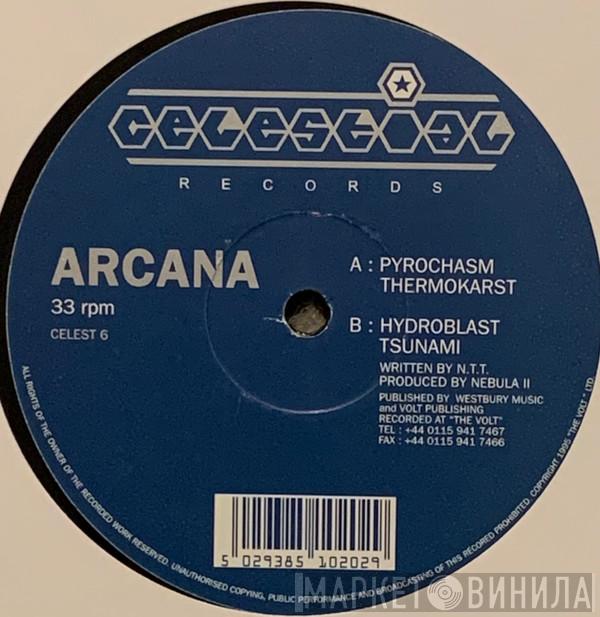 CELESTIAL
RECORDS
ARCANA
33 rpm
CELEST 6
A : PYROCHASM
THERMOKARST
B : HYDROBLAST
TSUNAMI
WRITTEN BY N.T.T.
PRODUCED BY NEBULA II
PUBLISHED BY WESTBURY MUSIC
and VOLT PUBLISHING
RECORDED AT "THE VOLT"
TEL : +44 0115 941 7467
FAX : +44 0115 941 7466
ALL RIGHTS OF THE OWNER OF THE RECORDED WORK RESERVED. UNAUTHORISED COPYING, PUBLIC PERFORMANCE AND BROADCASTING OF THIS RECORD PROHIBITED. COPYRIGHT 1995 "THE VOLT" LTD
5 029385 102029
МАРКЕТ ВИНИЛА